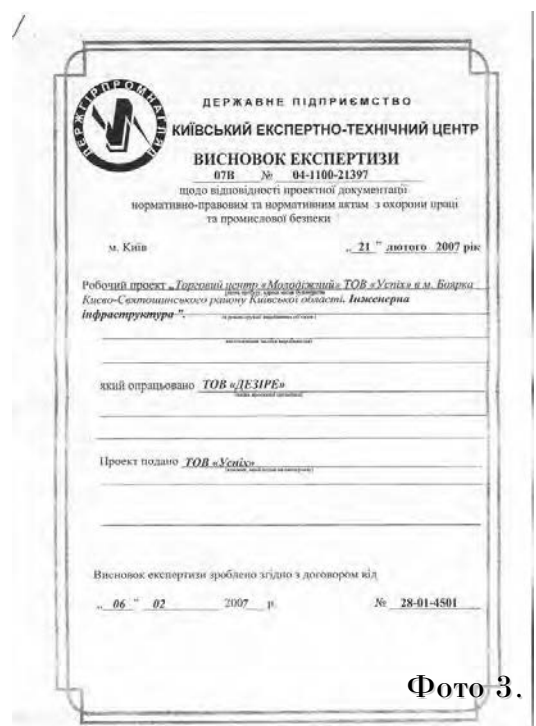 ДЕРЖГІРПРОМНАГЛЯД
ДЕРЖАВНЕ ПІДПРИЄМСТВО
КИЇВСЬКИЙ ЕКСПЕРТНО-ТЕХНІЧНИЙ ЦЕНТР
ВИСНОВОК ЕКСПЕРТИЗИ
07В № 04-1100-21397
щодо відповідності проектної документації
нормативно-правовим та нормативним актам з охорони праці
та промислової безпеки
м. Київ „ 21 " лютого 2007 рік
Робочий проект „Торговий центр «Молодіжний» ТОВ «Успіх» в м. Боярка
Києво-Святошинського району Київської області. Інженерна
інфраструктура ".
який опрацьовано ТОВ «ДЕЗІРЕ»
Проект подано ТОВ «Успіх»
Висновок експертизи зроблено згідно з договором від
„ 06 " 02 2007 р. № 28-01-4501
Фото 3.